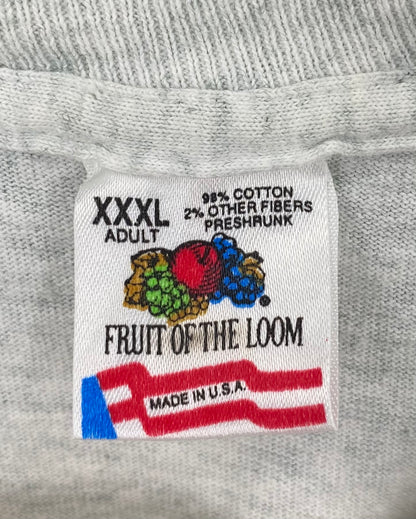 XXXL
ADULT
98% COTTON
2% OTHER FIBERS
PRESHRUNK
®
FRUIT OF THE LOOM
MADE IN U.S.A.